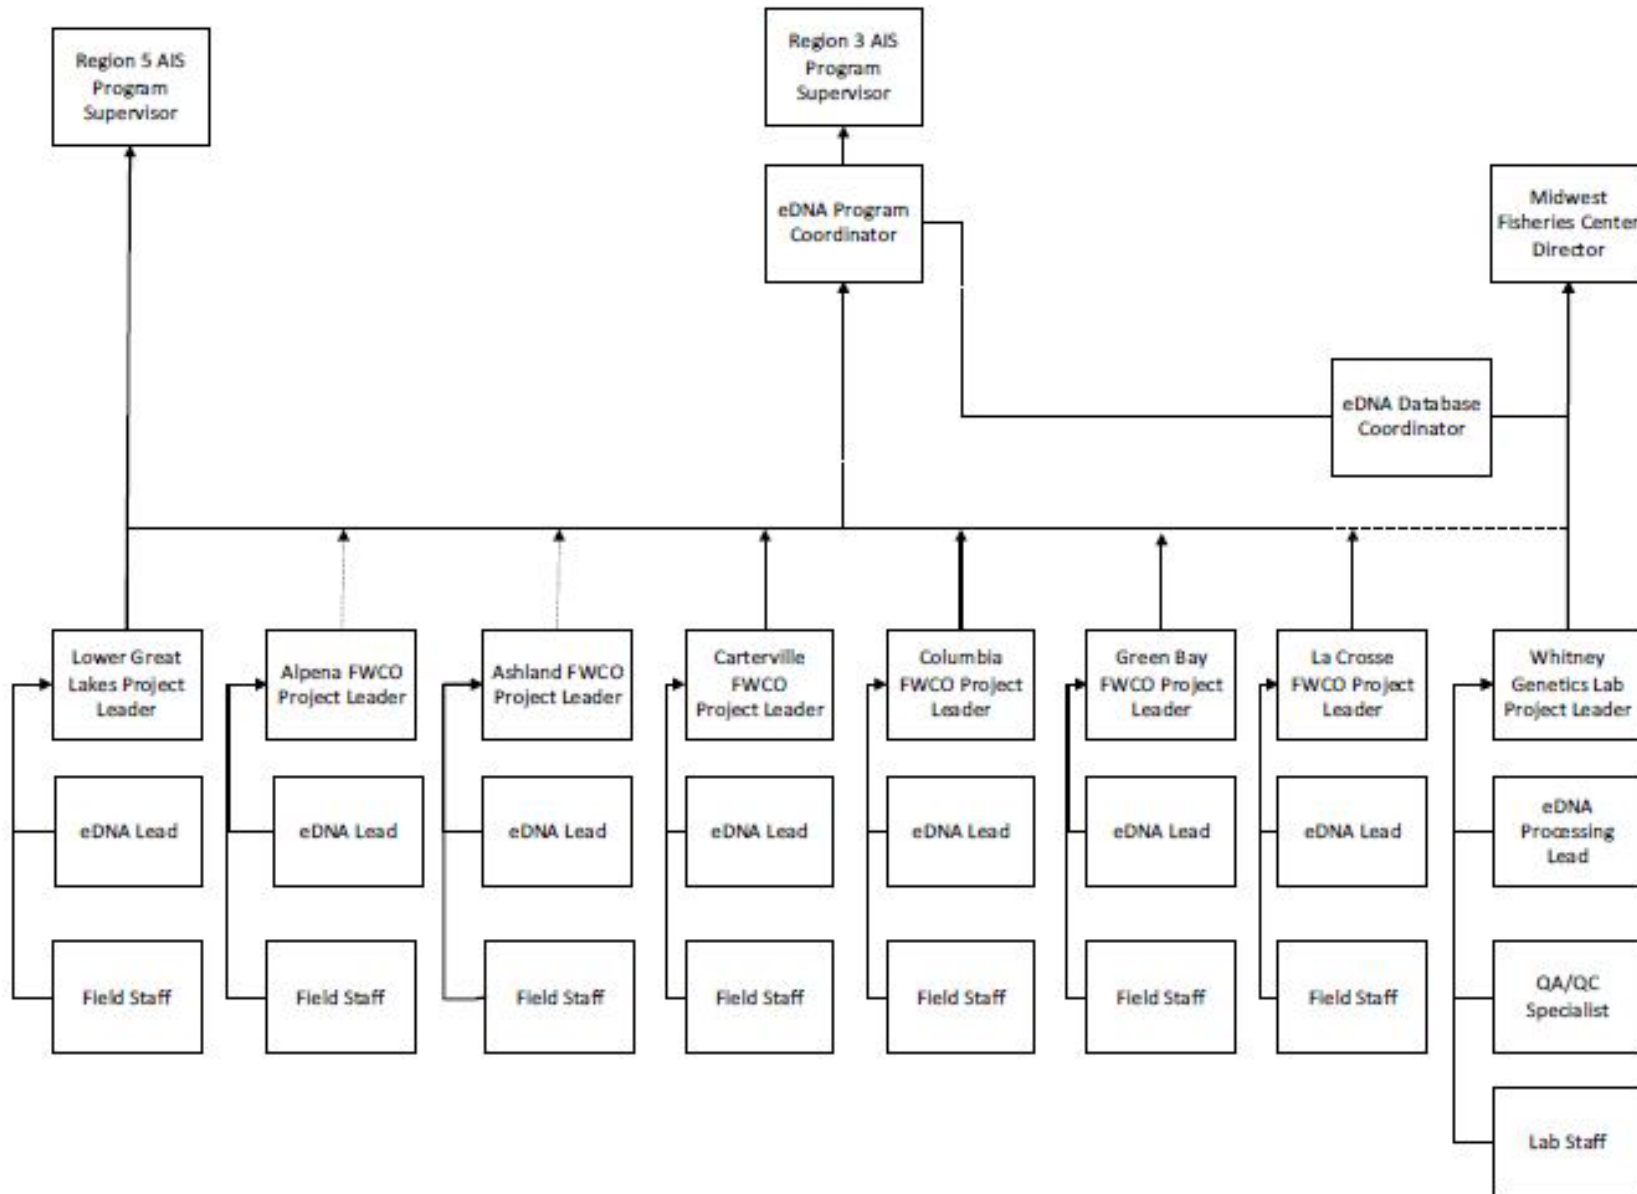 Region 5 AIS
Program
Supervisor
Region 3 AIS
Program
Supervisor
eDNA Program
Coordinator
Midwest
Fisheries Center
Director
eDNA Database
Coordinator
Lower Great
Lakes Project
Leader
Alpena FWCO
Project Leader
Ashland FWCO
Project Leader
Carterville
FWCO
Project Leader
Columbia
FWCO Project
Leader
Green Bay
FWCO Project
Leader
La Crosse
FWCO Project
Leader
Whitney
Genetics Lab
Project Leader
eDNA Lead
eDNA Lead
eDNA Lead
eDNA Lead
eDNA Lead
eDNA Lead
eDNA Lead
eDNA
Processing
Lead
Field Staff
Field Staff
Field Staff
Field Staff
Field Staff
Field Staff
Field Staff
QA/QC
Specialist
Lab Staff